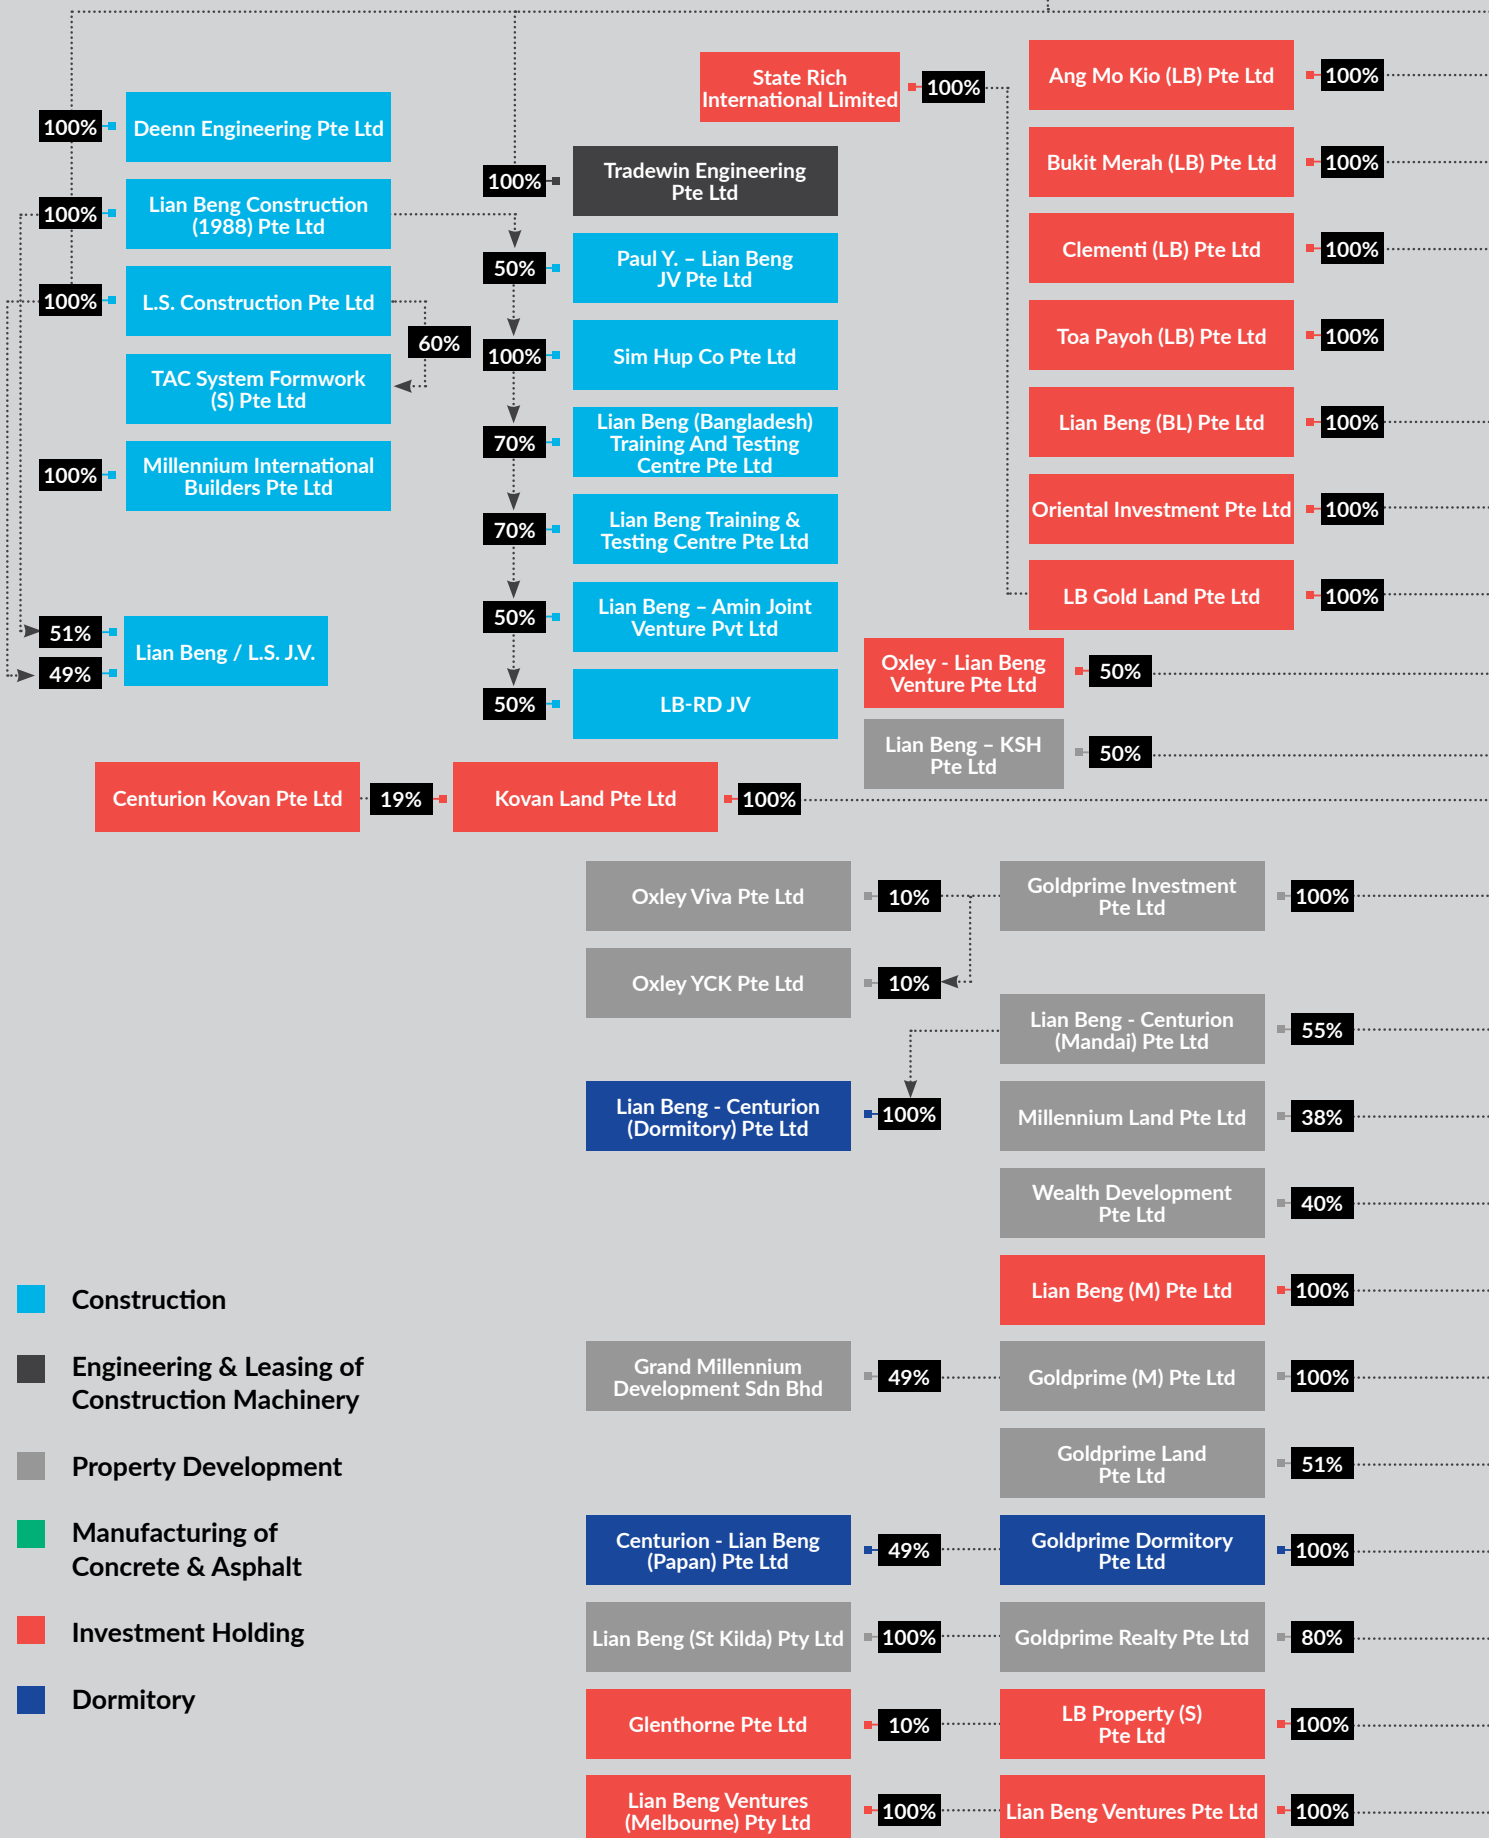 State Rich
International Limited
100%
Ang Mo Kio (LB) Pte Ltd
100%
100%
Deenn Engineering Pte Ltd
Bukit Merah (LB) Pte Ltd
100%
100%
Tradewin Engineering
Pte Ltd
100%
Lian Beng Construction
(1988) Pte Ltd
Clementi (LB) Pte Ltd
100%
50%
Paul Y. – Lian Beng
JV Pte Ltd
100%
L.S. Construction Pte Ltd
60%
Toa Payoh (LB) Pte Ltd
100%
100%
Sim Hup Co Pte Ltd
TAC System Formwork
(S) Pte Ltd
Lian Beng (BL) Pte Ltd
100%
70%
Lian Beng (Bangladesh)
Training And Testing
Centre Pte Ltd
100%
Millennium International
Builders Pte Ltd
Oriental Investment Pte Ltd
100%
70%
Lian Beng Training &
Testing Centre Pte Ltd
LB Gold Land Pte Ltd
100%
50%
Lian Beng – Amin Joint
Venture Pvt Ltd
51%
49%
Lian Beng / L.S. J.V.
Oxley - Lian Beng
Venture Pte Ltd
50%
50%
LB-RD JV
Lian Beng – KSH
Pte Ltd
50%
Centurion Kovan Pte Ltd
19%
Kovan Land Pte Ltd
100%
Oxley Viva Pte Ltd
10%
Goldprime Investment
Pte Ltd
100%
Oxley YCK Pte Ltd
10%
Lian Beng - Centurion
(Mandai) Pte Ltd
55%
Lian Beng - Centurion
(Dormitory) Pte Ltd
100%
Millennium Land Pte Ltd
38%
Wealth Development
Pte Ltd
40%
Lian Beng (M) Pte Ltd
100%
Grand Millennium
Development Sdn Bhd
49%
Goldprime (M) Pte Ltd
100%
Goldprime Land
Pte Ltd
51%
Centurion - Lian Beng
(Papan) Pte Ltd
49%
Goldprime Dormitory
Pte Ltd
100%
Lian Beng (St Kilda) Pty Ltd
100%
Goldprime Realty Pte Ltd
80%
Glenthorne Pte Ltd
10%
LB Property (S)
Pte Ltd
100%
Lian Beng Ventures
(Melbourne) Pty Ltd
100%
Lian Beng Ventures Pte Ltd
100%
Construction
Engineering & Leasing of
Construction Machinery
Property Development
Manufacturing of
Concrete & Asphalt
Investment Holding
Dormitory